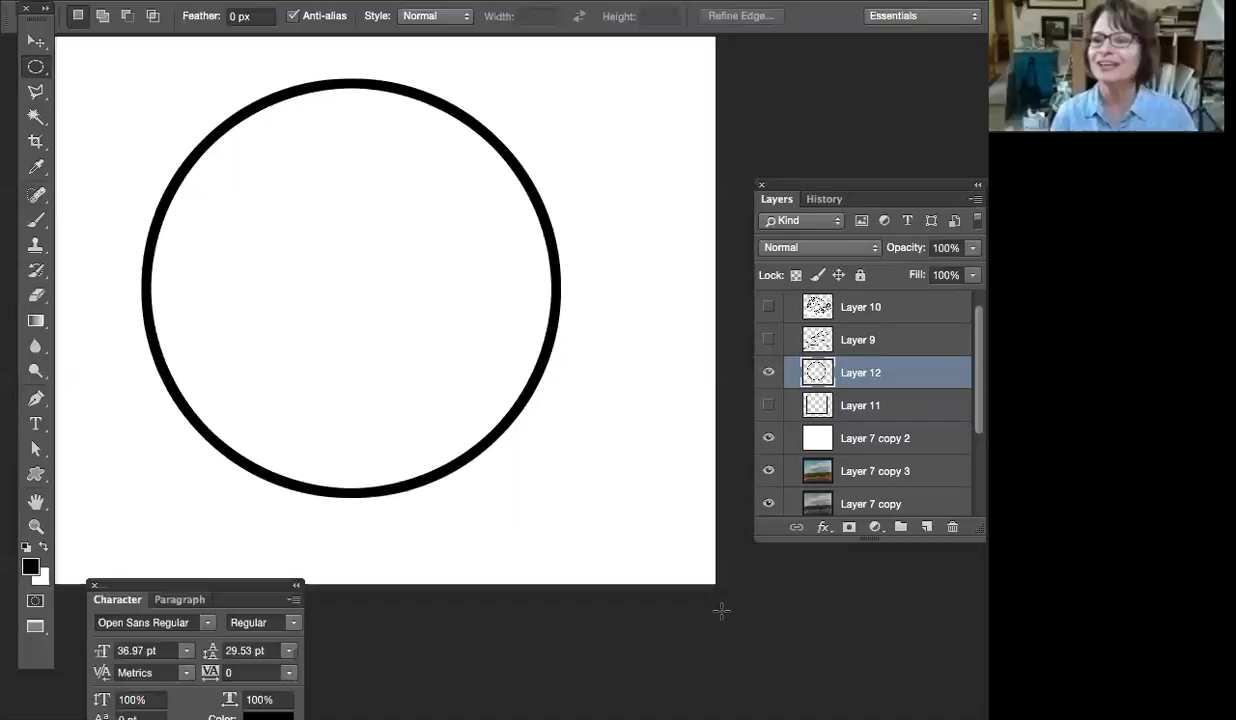 Feather: 0 px Anti-alias Style: Normal Width: Height: Refine Edge... Essentials
Layers History
Kind
Normal Opacity: 100%
Lock: Fill: 100%
Layer 10
Layer 9
Layer 12
Layer 11
Layer 7 copy 2
Layer 7 copy 3
Layer 7 copy
fx
Character Paragraph
Open Sans Regular Regular
36.97 pt 29.53 pt
Metrics 0
100% 100%
0 pt Color: